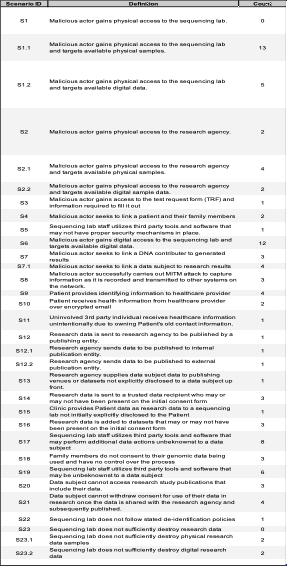 Scenario ID Definition Count
S1 Malicious actor gains physical access to the sequencing lab. 0
S1.1 Malicious actor gains physical access to the sequencing lab and targets available physical samples. 13
S1.2 Malicious actor gains physical access to the sequencing lab and targets available digital data. 5
S2 Malicious actor gains physical access to the research agency. 2
S2.1 Malicious actor gains physical access to the research agency and targets available physical samples. 4
S2.2 Malicious actor gains physical access to the research agency and targets available digital sample data. 2
S3 Malicious actor gains access to the test request form (TRF) and information required to fill it out 1
S4 Malicious actor seeks to link a patient and their family members 2
S5 Sequencing lab staff utilizes third party tools and software that may not have proper security mechanisms in place. 1
S6 Malicious actor gains digital access to the sequencing lab and targets available digital data. 12
S7 Malicious actor seeks to link a DNA contributor to generated results 3
S7.1 Malicious actor seeks to link a data subject to research results 4
S8 Malicious actor successfully carries out MITM attack to capture information as it is recorded and transmitted to other systems on the network. 3
S9 Patient provides identifying information to healthcare provider 4
S10 Patient receives health information from healthcare provider over encrypted email 2
S11 Uninvolved 3rd party individual receives healthcare information unintentionally due to owning Patient's old contact information. 1
S12 Research data is sent to research agency to be published by a publishing entity. 1
S12.1 Research agency sends data to be published to internal publication entity. 1
S12.2 Research agency sends data to be published to external publication entity. 1
S13 Research agency supplies data subject data to publishing venues or datasets not explicitly disclosed to a data subject up front. 1
S14 Research data is sent to a trusted data recipient who may or may not have been present on the initial consent form 3
S15 Clinic provides Patient data as research data to a sequencing lab not initially explicitly disclosed to the Patient 1
S16 Research data is added to datasets that may or may not have been present on the initial consent form 3
S17 Sequencing lab staff utilizes third party tools and software that may perform additional data actions unbeknownst to a data subject 8
S18 Family members do not consent to their genomic data being used and have no control over the process 3
S19 Sequencing lab staff utilizes third party tools and software that may be unbeknownst to a data subject 6
S20 Data subject cannot access research study publications that include their data. 3
S21 Data subject cannot withdraw consent for use of their data in research once the data is shared with the research agency and subsequently published. 4
S22 Sequencing lab does not follow stated de-identification policies 1
S23 Sequencing lab does not sufficiently destroy research data 0
S23.1 Sequencing lab does not sufficiently destroy physical research data samples 2
S23.2 Sequencing lab does not sufficiently destroy digital research data 2